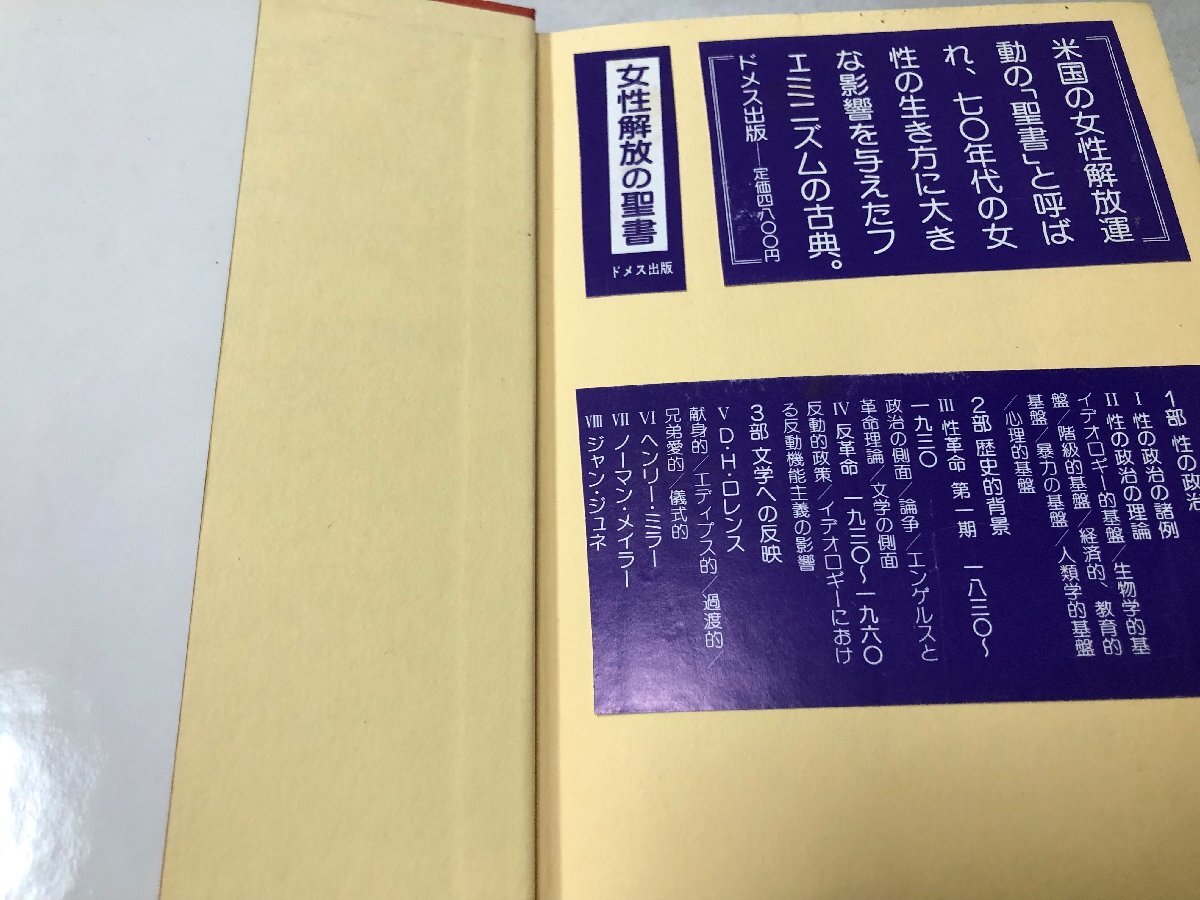 米国の女性解放運
動の「聖書」と呼ば
れ、七〇年代の女
性の生き方に大き
な影響を与えたフ
ェミニズムの古典。
ドメス出版―定価四八〇〇円
女性解放の聖書
ドメス出版
1部 性の政治
I 性の政治の諸例
II 性の政治の理論
イデオロギー的基盤／生物学的基
盤／階級的基盤／経済的、教育的
基盤／暴力の基盤／人類学的基盤
／心理的基盤
2部 歴史的背景
III 性革命 第一期 一八三〇〜
一九三〇
政治の側面／論争／エンゲルスと
革命理論／文学の側面
IV 反革命 一九三〇〜一九六〇
反動的政策／イデオロギーにおけ
る反動機能主義の影響
3部 文学への反映
V D・H・ロレンス
献身的／エディプス的／過渡的／
兄弟愛的／儀式的
VI ヘンリー・ミラー
VII ノーマン・メイラー
VIII ジャン・ジュネ